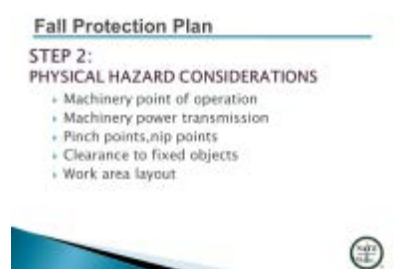 Fall Protection Plan
STEP 2:
PHYSICAL HAZARD CONSIDERATIONS
Machinery point of operation
Machinery power transmission
Pinch points,nip points
Clearance to fixed objects
Work area layout